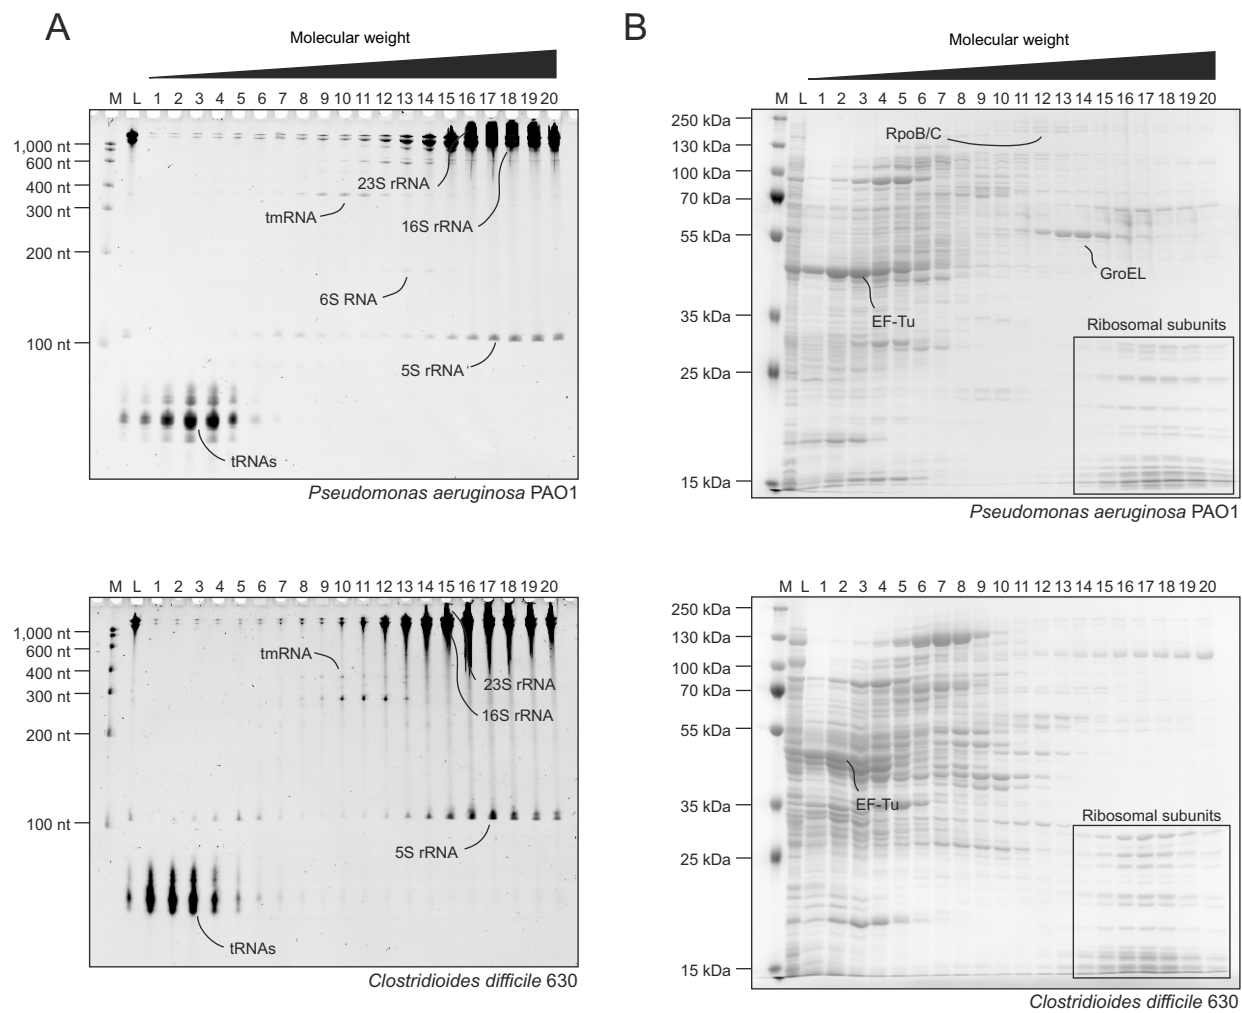 A
Molecular weight
M L 1 2 3 4 5 6 7 8 9 10 11 12 13 14 15 16 17 18 19 20
1,000 nt
600 nt
400 nt
300 nt
200 nt
100 nt
23S rRNA
tmRNA
16S rRNA
6S RNA
5S rRNA
tRNAs
Pseudomonas aeruginosa PAO1
M L 1 2 3 4 5 6 7 8 9 10 11 12 13 14 15 16 17 18 19 20
1,000 nt
600 nt
400 nt
300 nt
200 nt
100 nt
tmRNA
23S rRNA
16S rRNA
5S rRNA
tRNAs
Clostridioides difficile 630
B
Molecular weight
M L 1 2 3 4 5 6 7 8 9 10 11 12 13 14 15 16 17 18 19 20
250 kDa
130 kDa
100 kDa
70 kDa
55 kDa
35 kDa
25 kDa
15 kDa
RpoB/C
GroEL
EF-Tu
Ribosomal subunits
Pseudomonas aeruginosa PAO1
M L 1 2 3 4 5 6 7 8 9 10 11 12 13 14 15 16 17 18 19 20
250 kDa
130 kDa
100 kDa
70 kDa
55 kDa
35 kDa
25 kDa
15 kDa
EF-Tu
Ribosomal subunits
Clostridioides difficile 630